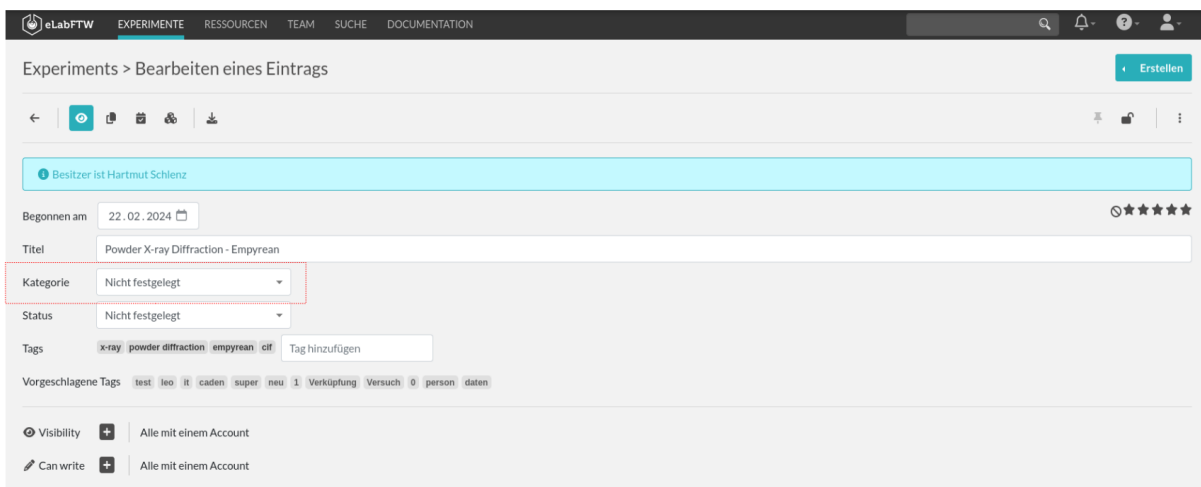 eLabFTW EXPERIMENTE RESSOURCEN TEAM SUCHE DOCUMENTATION
Experiments > Bearbeiten eines Eintrags
Erstellen
Besitzer ist Hartmut Schlenz
Begonnen am 22.02.2024
Titel Powder X-ray Diffraction - Empyrean
Kategorie Nicht festgelegt
Status Nicht festgelegt
Tags x-ray powder diffraction empyrean cif Tag hinzufügen
Vorgeschlagene Tags test leo it caden super neu 1 Verküpfung Versuch 0 person daten
Visibility Alle mit einem Account
Can write Alle mit einem Account